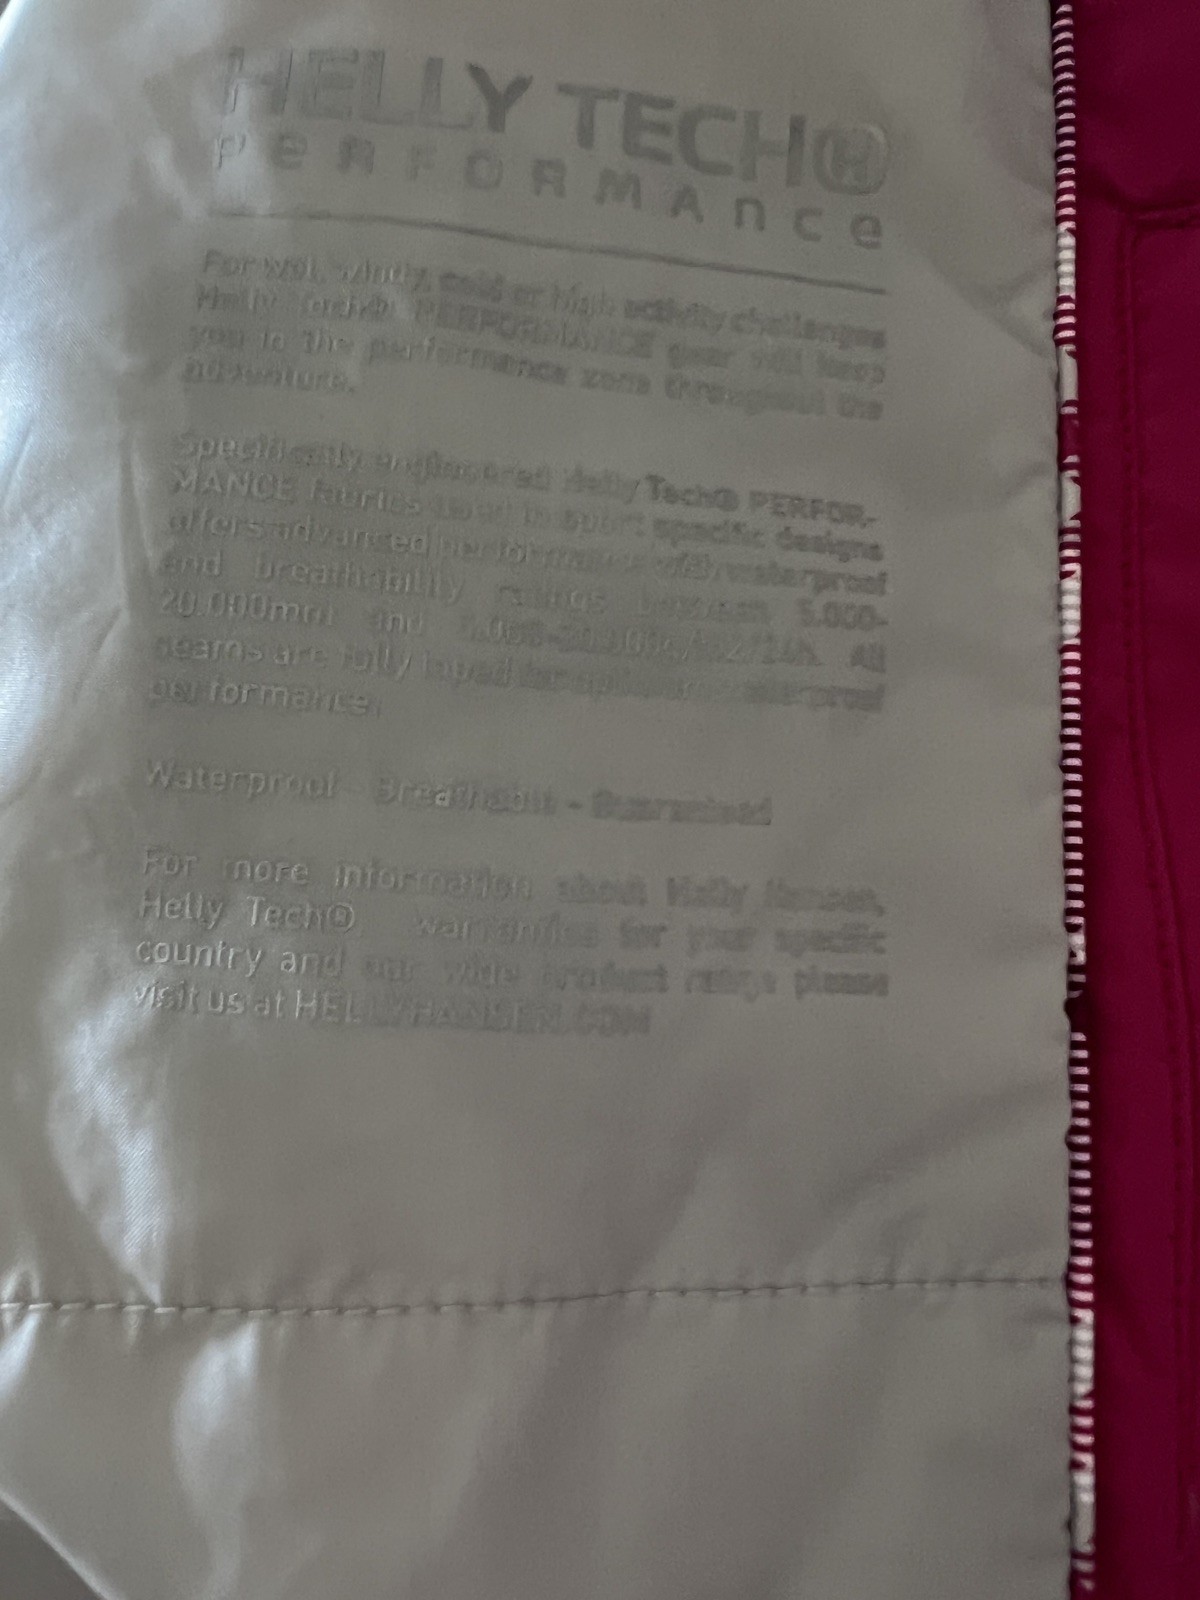 HELLY TECH®
PERFORMANCE
For wet, windy, cold or high activity challenges
Helly Tech® PERFORMANCE gear will keep
you in the performance zone throughout the
adventure.
Specifically engineered Helly Tech® PERFOR-
MANCE fabrics used in sport specific designs
offers advanced performance with waterproof
and breathability ratings between 5.000-
20.000mm and All
seams are fully taped for waterproof
performance.
Waterproof - Breathable - Guaranteed
For more information about Helly Hansen,
Helly Tech® warranties for your specific
country and our wide product range please
visit us at HELLYHANSEN.COM